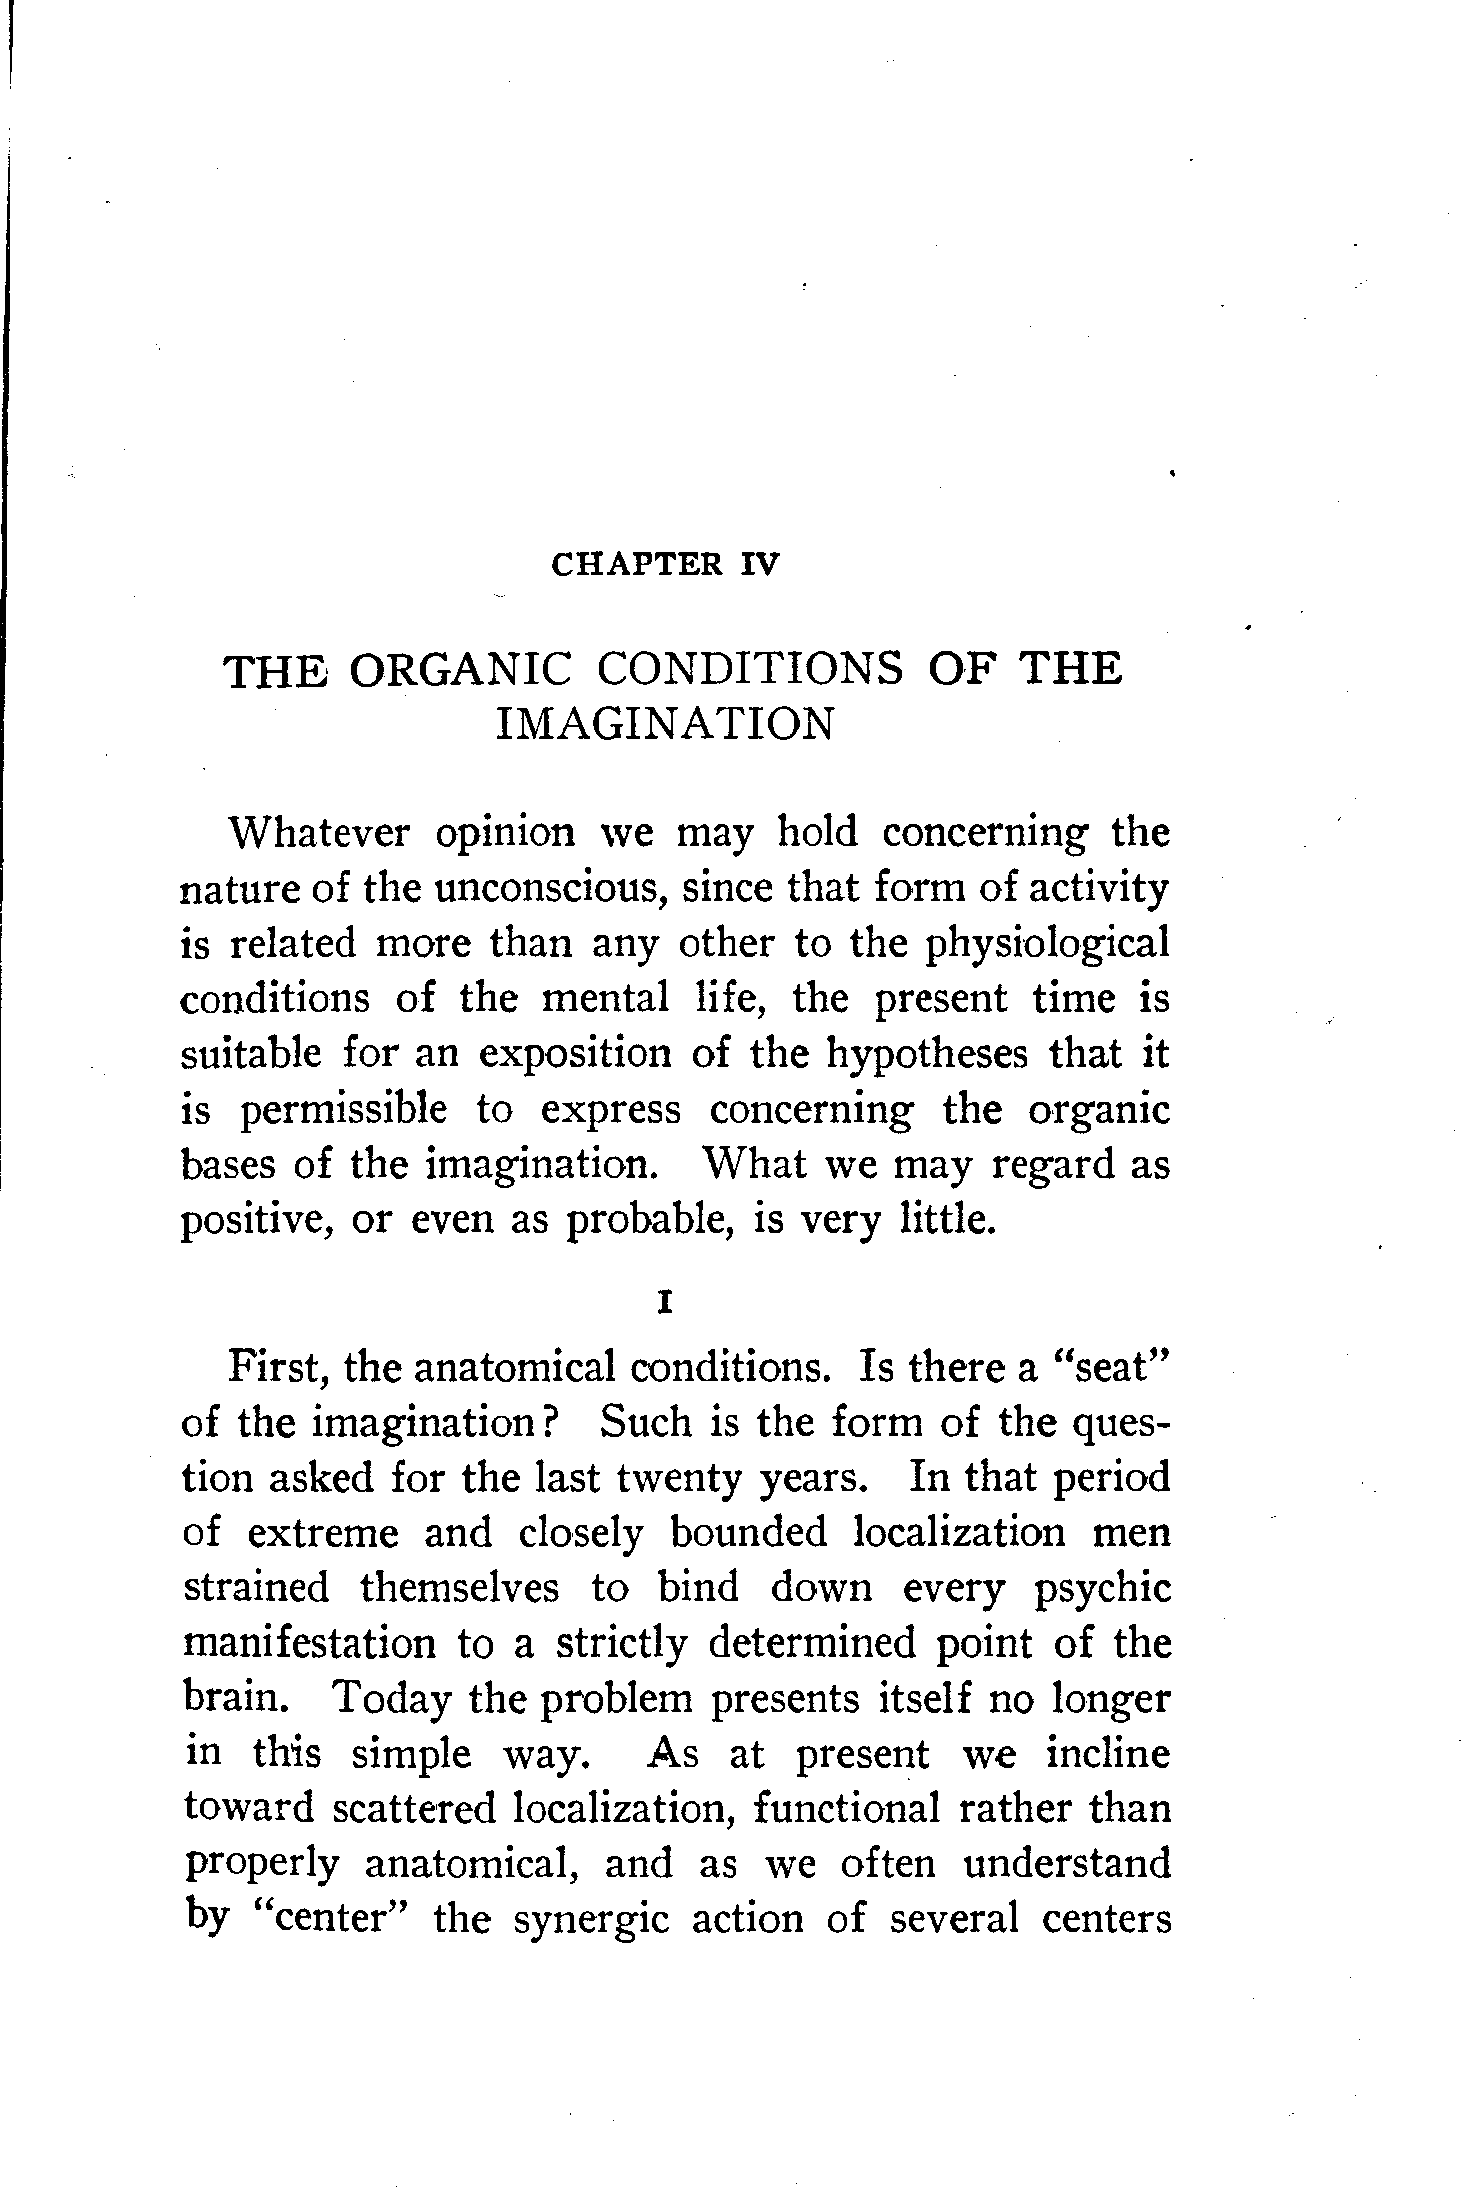 CHAPTER IV
THE ORGANIC CONDITIONS OF THE
IMAGINATION
Whatever opinion we may hold concerning the
nature of the unconscious, since that form of activity
is related more than any other to the physiological
conditions of the mental life, the present time is
suitable for an exposition of the hypotheses that it
is permissible to express concerning the organic
bases of the imagination. What we may regard as
positive, or even as probable, is very little.
I
First, the anatomical conditions. Is there a “seat”
of the imagination? Such is the form of the ques-
tion asked for the last twenty years. In that period
of extreme and closely bounded localization men
strained themselves to bind down every psychic
manifestation to a strictly determined point of the
brain. Today the problem presents itself no longer
in this simple way. As at present we incline
toward scattered localization, functional rather than
properly anatomical, and as we often understand
by “center” the synergic action of several centers